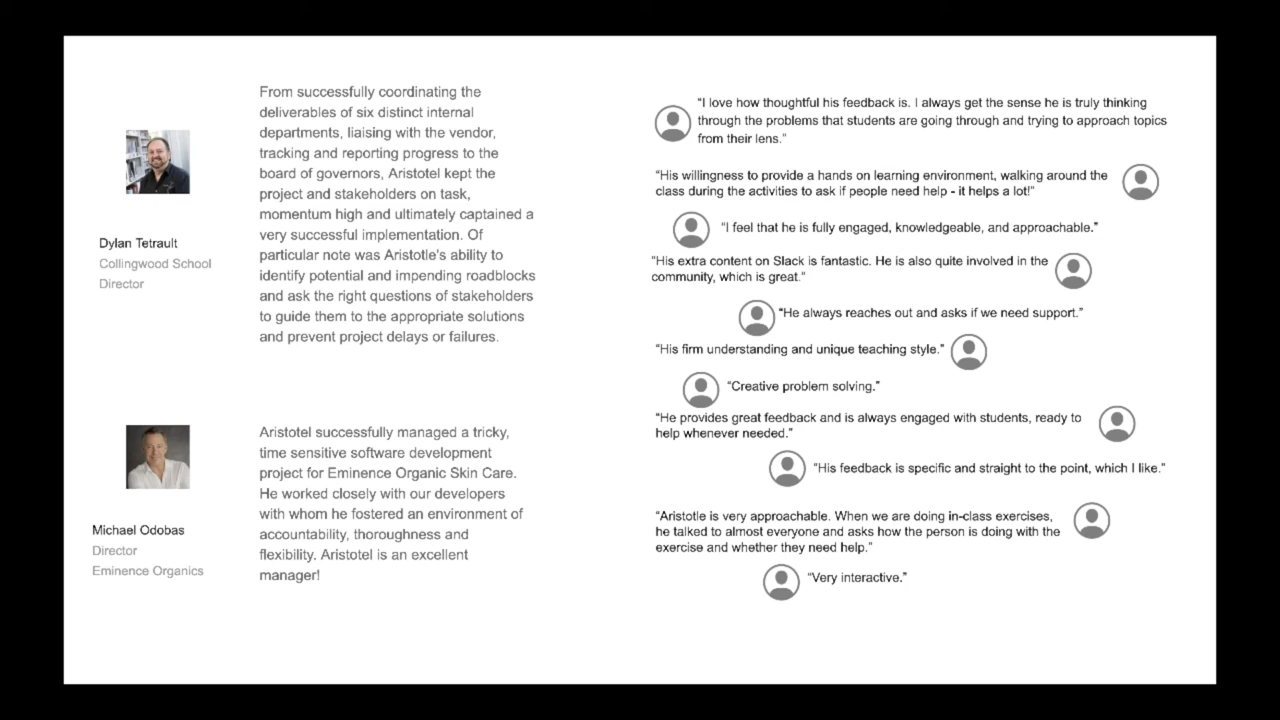 From successfully coordinating the
deliverables of six distinct internal
departments, liaising with the vendor,
tracking and reporting progress to the
board of governors, Aristotel kept the
project and stakeholders on task,
momentum high and ultimately captained a
very successful implementation. Of
particular note was Aristotle's ability to
identify potential and impending roadblocks
and ask the right questions of stakeholders
to guide them to the appropriate solutions
and prevent project delays or failures.
Dylan Tetrault
Collingwood School
Director
Aristotel successfully managed a tricky,
time sensitive software development
project for Eminence Organic Skin Care.
He worked closely with our developers
with whom he fostered an environment of
accountability, thoroughness and
flexibility. Aristotel is an excellent
manager!
Michael Odobas
Director
Eminence Organics
"I love how thoughtful his feedback is. I always get the sense he is truly thinking
through the problems that students are going through and trying to approach topics
from their lens."
"His willingness to provide a hands on learning environment, walking around the
class during the activities to ask if people need help - it helps a lot!"
"I feel that he is fully engaged, knowledgeable, and approachable."
"His extra content on Slack is fantastic. He is also quite involved in the
community, which is great."
"He always reaches out and asks if we need support."
"His firm understanding and unique teaching style."
"Creative problem solving."
"He provides great feedback and is always engaged with students, ready to
help whenever needed."
"His feedback is specific and straight to the point, which I like."
"Aristotle is very approachable. When we are doing in-class exercises,
he talked to almost everyone and asks how the person is doing with the
exercise and whether they need help."
"Very interactive."